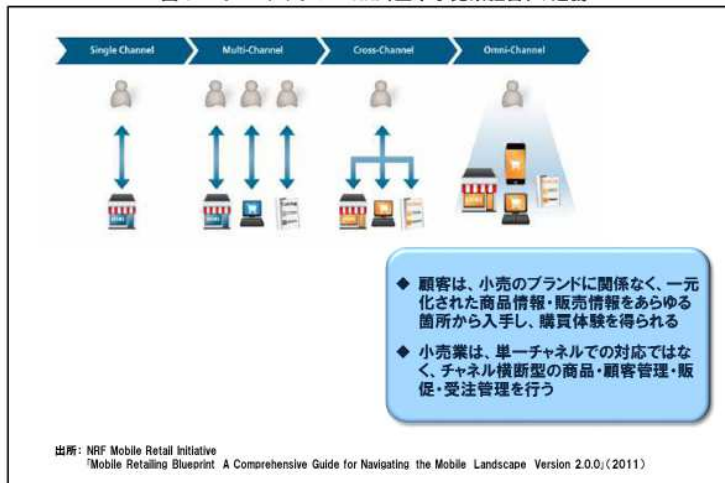 Single Channel
Multi-Channel
Cross-Channel
Omni-Channel
◆ 顧客は、小売のブランドに関係なく、一元
化された商品情報・販売情報をあらゆる
箇所から入手し、購買体験を得られる
◆ 小売業は、単一チャネルでの対応ではな
く、チャネル横断型の商品・顧客管理・販
促・受注管理を行う
出所： NRF Mobile Retail Initiative
「Mobile Retailing Blueprint A Comprehensive Guide for Navigating the Mobile Landscape Version 2.0.0」（2011）